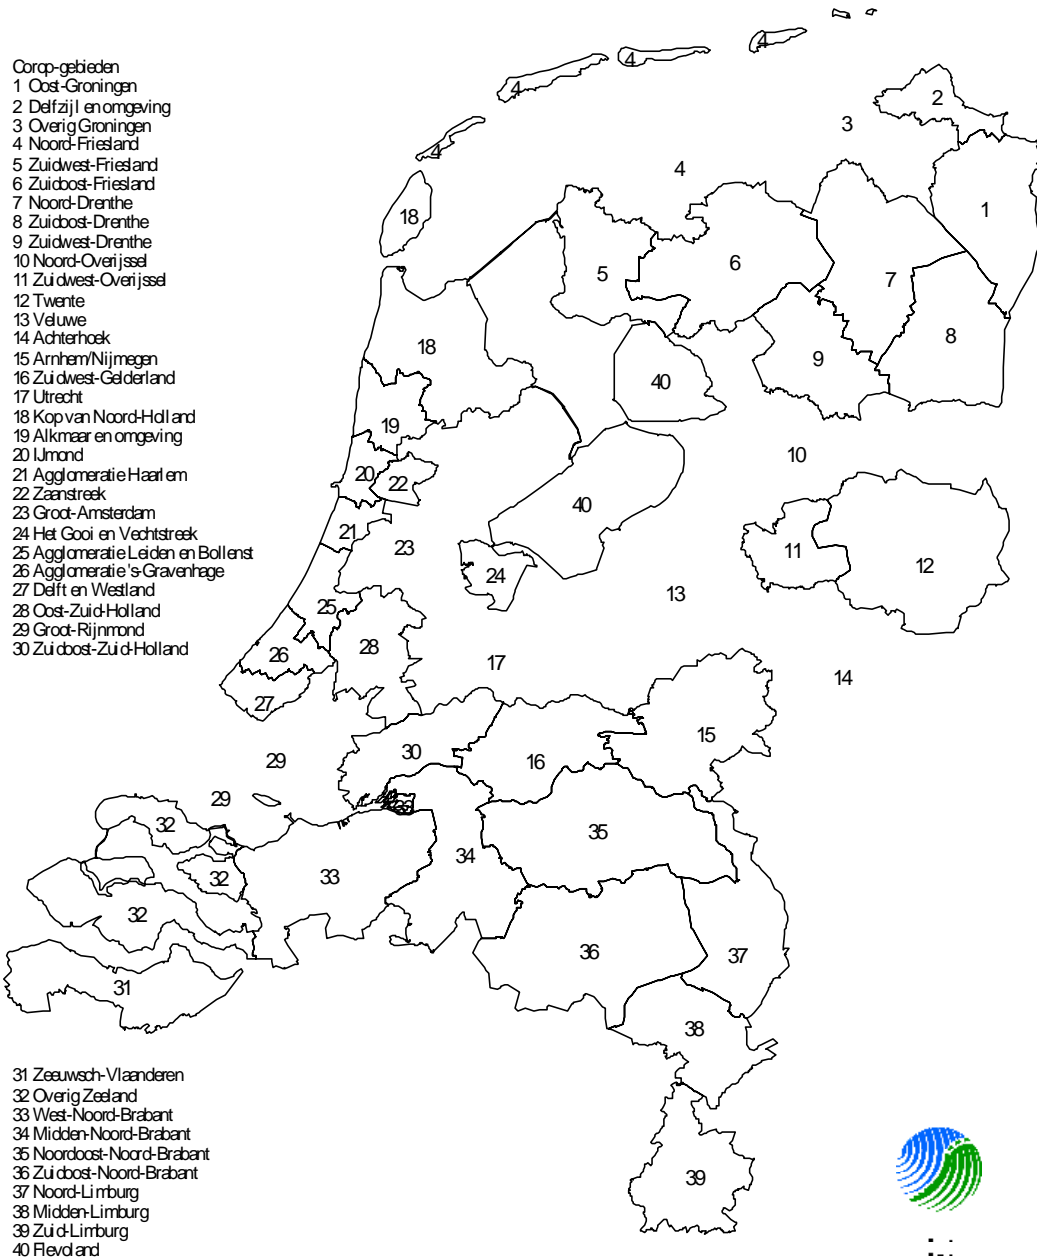 Corop-gebieden
1 Oost-Groningen
2 Delfzijl en omgeving
3 Overig Groningen
4 Noord-Friesland
5 Zuidwest-Friesland
6 Zuidoost-Friesland
7 Noord-Drenthe
8 Zuidoost-Drenthe
9 Zuidwest-Drenthe
10 Noord-Overijssel
11 Zuidwest-Overijssel
12 Twente
13 Veluwe
14 Achterhoek
15 Arnhem/Nijmegen
16 Zuidwest-Gelderland
17 Utrecht
18 Kop van Noord-Holland
19 Alkmaar en omgeving
20 IJmond
21 Agglomeratie Haarlem
22 Zaanstreek
23 Groot-Amsterdam
24 Het Gooi en Vechtstreek
25 Agglomeratie Leiden en Bollenst
26 Agglomeratie 's-Gravenhage
27 Delft en Westland
28 Oost-Zuid-Holland
29 Groot-Rijnmond
30 Zuidoost-Zuid-Holland
4
4
4
4
2
3
4
18
1
5
6
7
18
9
8
40
19
10
20
22
40
21
23
11
12
24
13
25
28
26
17
14
27
15
30
29
16
29
32
33
35
34
32
33
32
36
37
31
38
39
31 Zeeuwsch-Vlaanderen
32 Overig Zeeland
33 West-Noord-Brabant
34 Midden-Noord-Brabant
35 Noordoost-Noord-Brabant
36 Zuidoost-Noord-Brabant
37 Noord-Limburg
38 Midden-Limburg
39 Zuid-Limburg
40 Flevoland